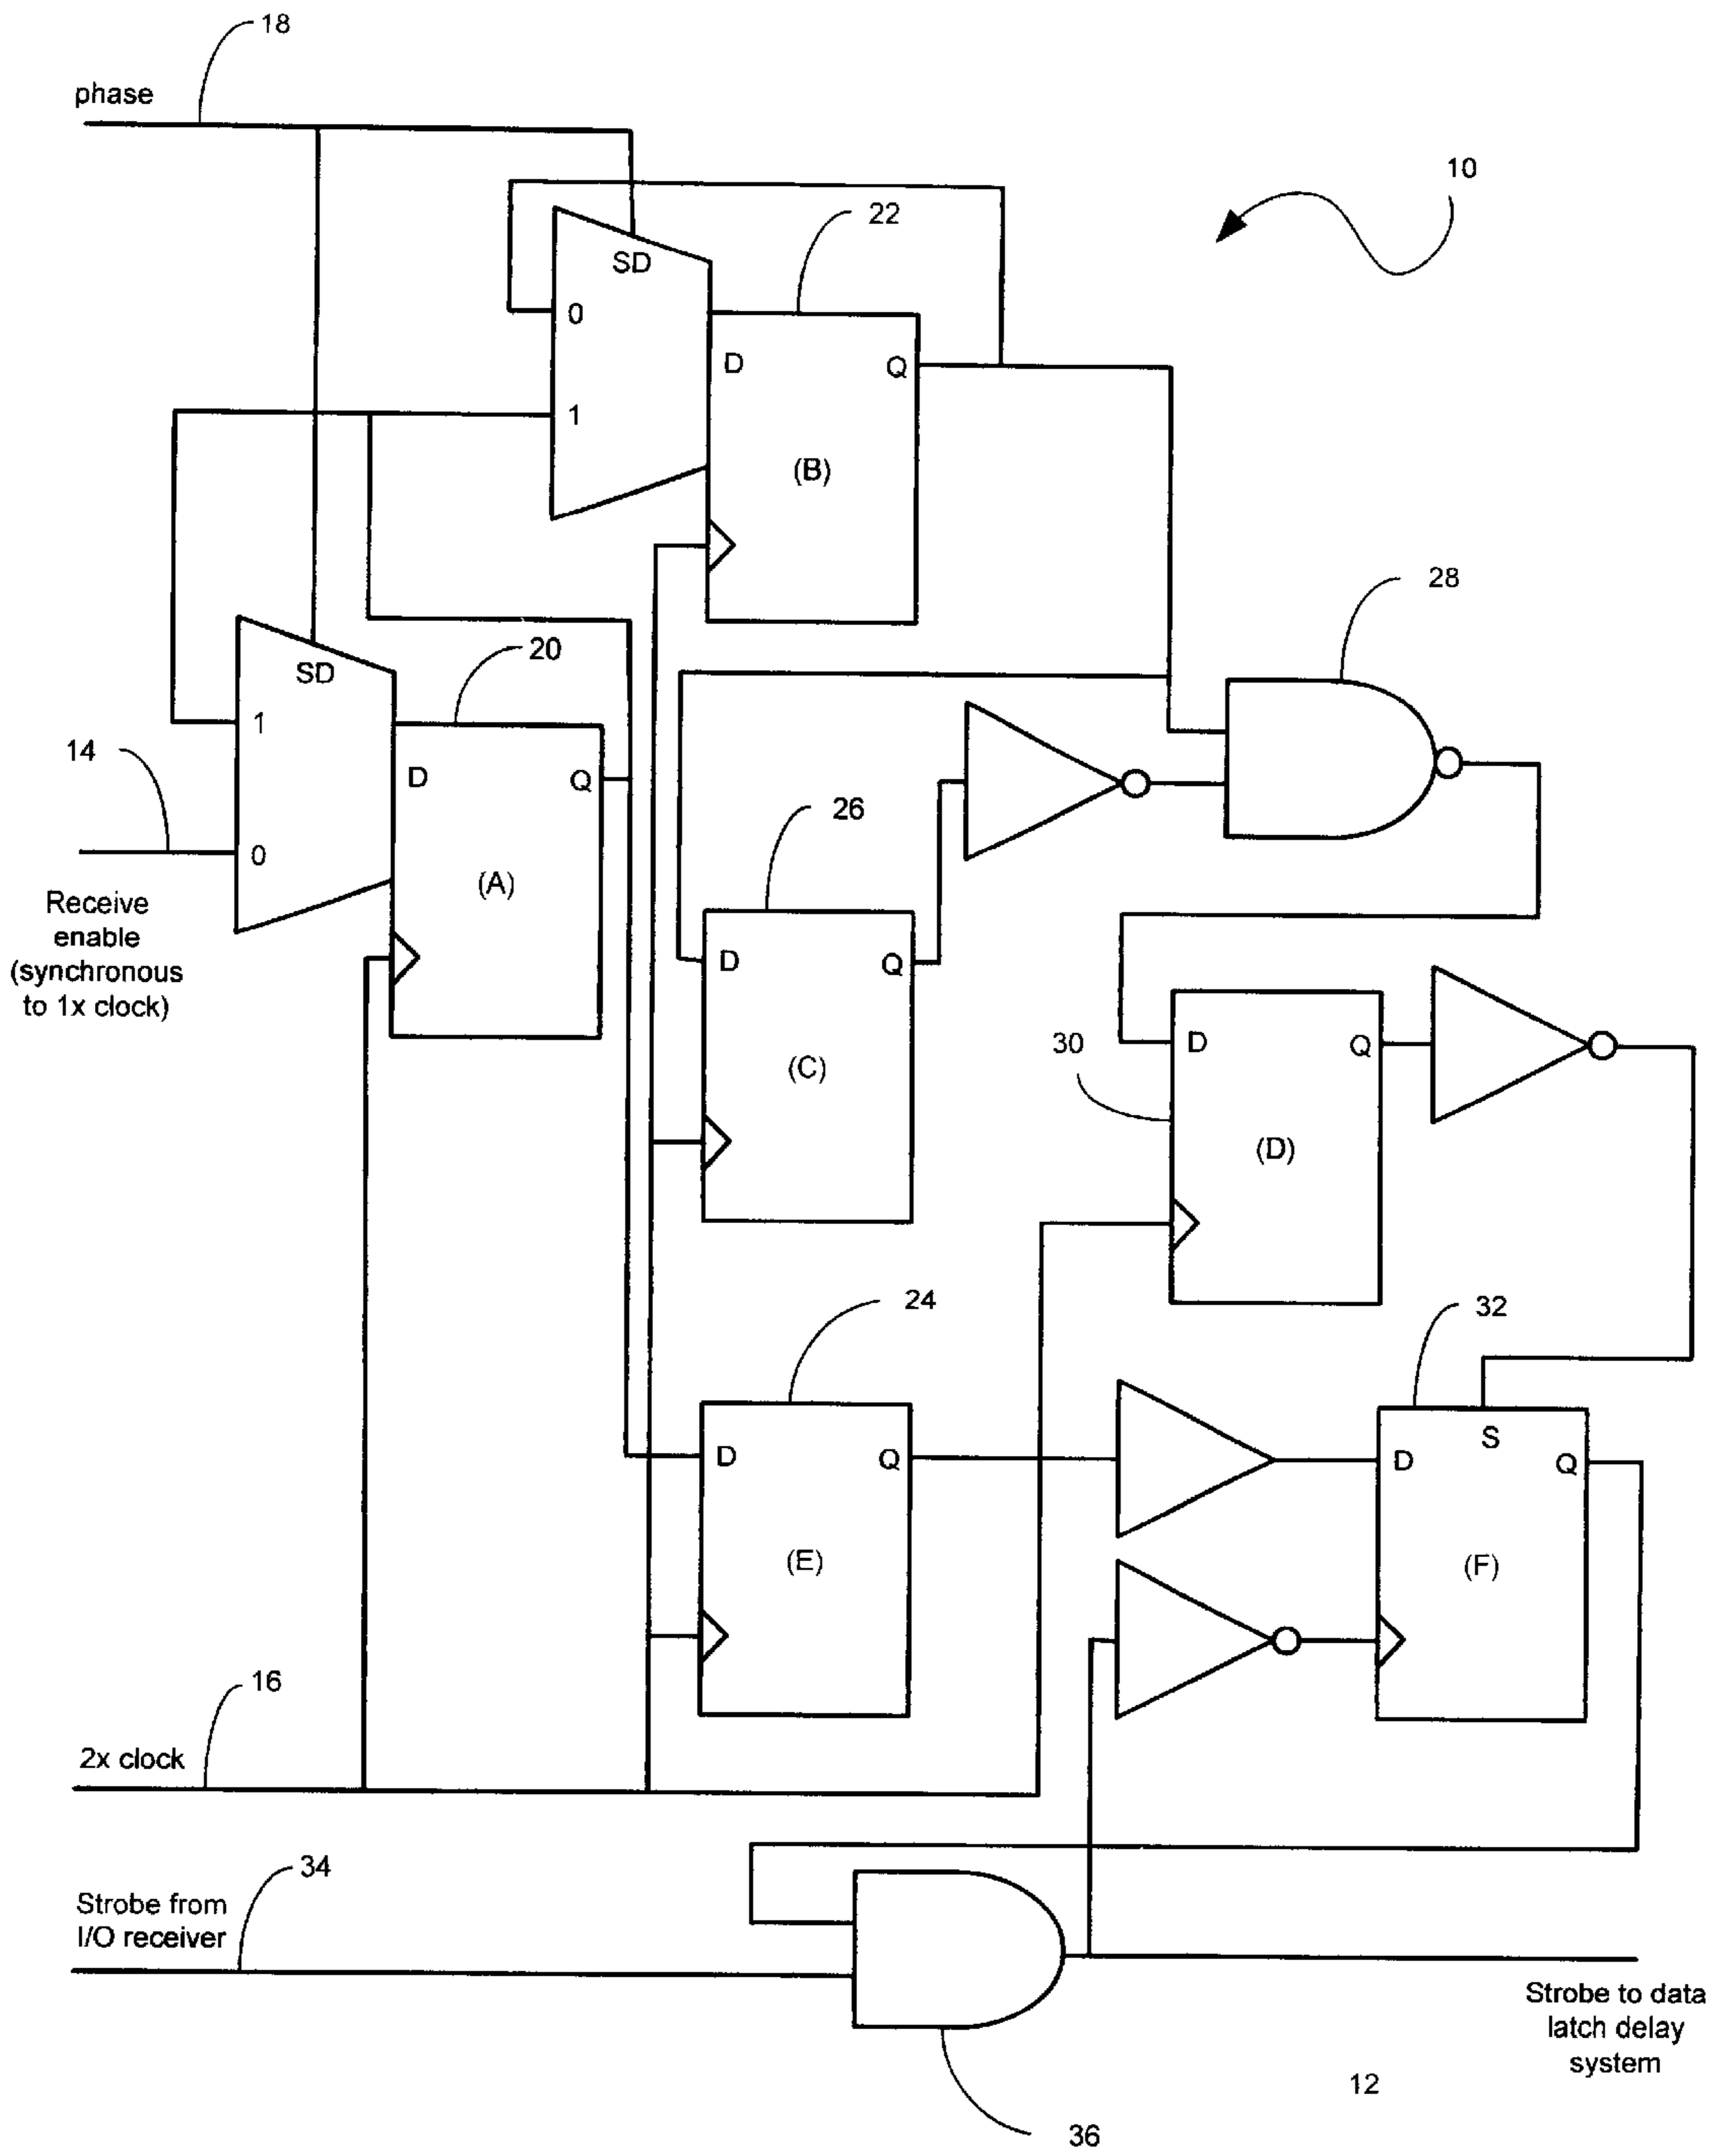 18
phase
10
22
SD
0
D
Q
1
(B)
28
20
SD
1
14
D
Q
26
0
(A)
Receive
enable
(synchronous
to 1x clock)
D
Q
30
D
Q
(C)
(D)
24
32
S
D
Q
D
Q
(E)
(F)
16
2x clock
34
Strobe from
I/O receiver
Strobe to data
latch delay
system
12
36